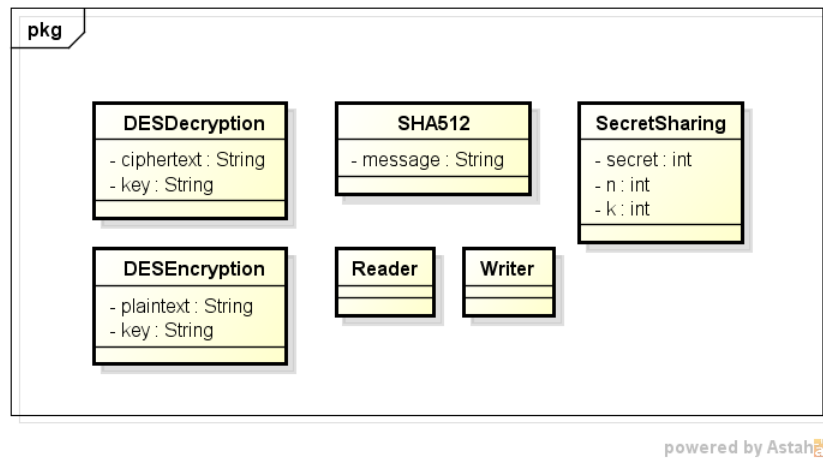 pkg
DESDecryption
- ciphertext : String
- key : String
SHA512
- message : String
SecretSharing
- secret : int
- n : int
- k : int
DESEncryption
- plaintext : String
- key : String
Reader
Writer
powered by Astah